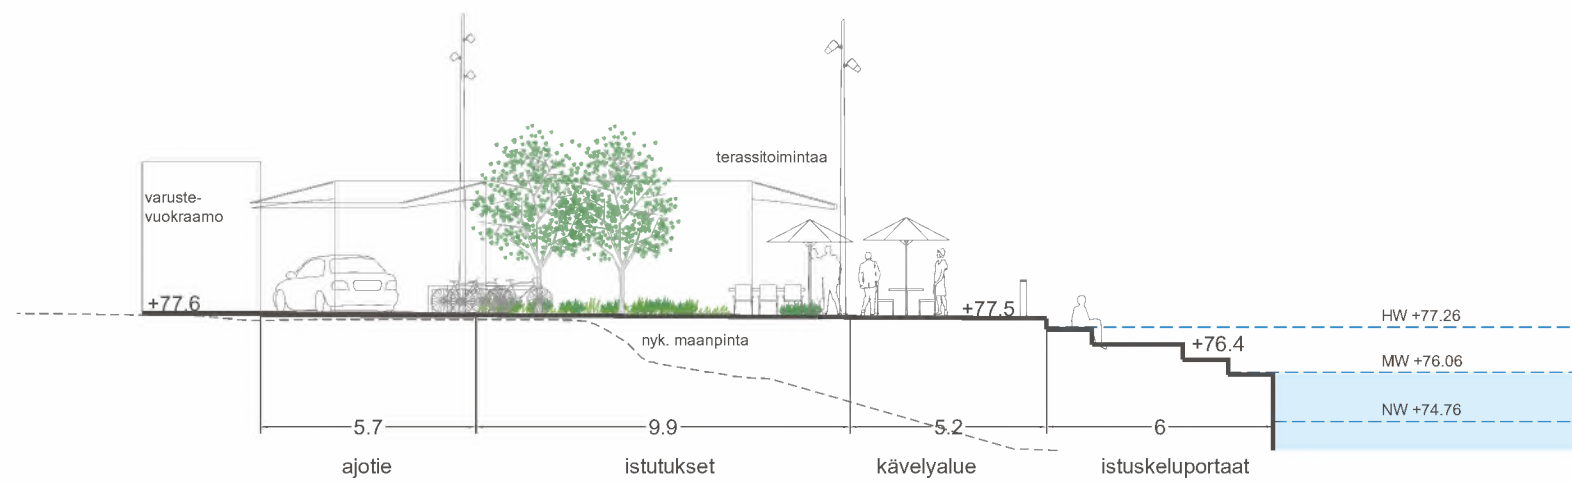 terassitoimintaa
varuste-
vuokraamo
+77.6
+77.5
HW +77.26
nyk. maanpinta
+76.4
MW +76.06
NW +74.76
5.7
9.9
5.2
6
ajotie
istutukset
kävelyalue
istuskeluportaat